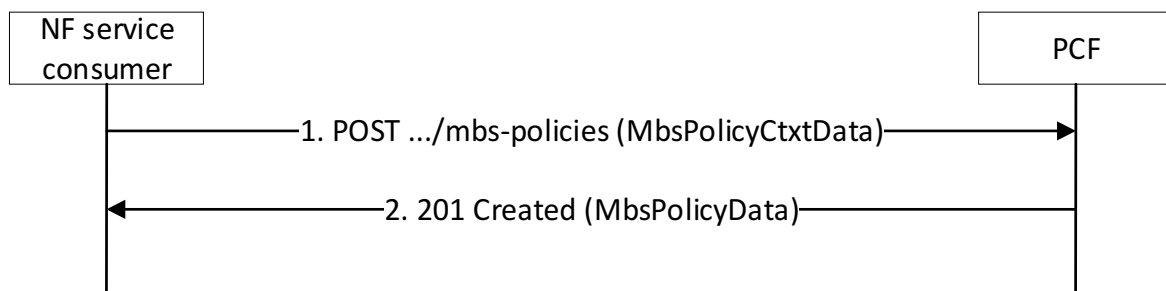 NF service
consumer
PCF
1. POST .../mbs-policies (MbsPolicyCtxtData)
2. 201 Created (MbsPolicyData)